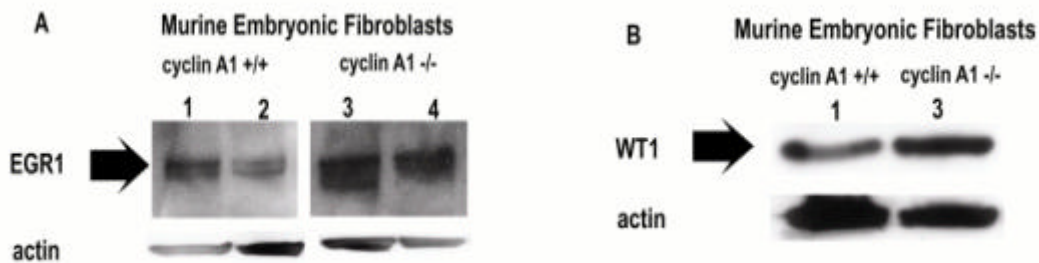 A
Murine Embryonic Fibroblasts
cyclin A1 +/+ cyclin A1 -/-
1 2 3 4
EGR1
actin
B
Murine Embryonic Fibroblasts
cyclin A1 +/+ cyclin A1 -/-
1 3
WT1
actin